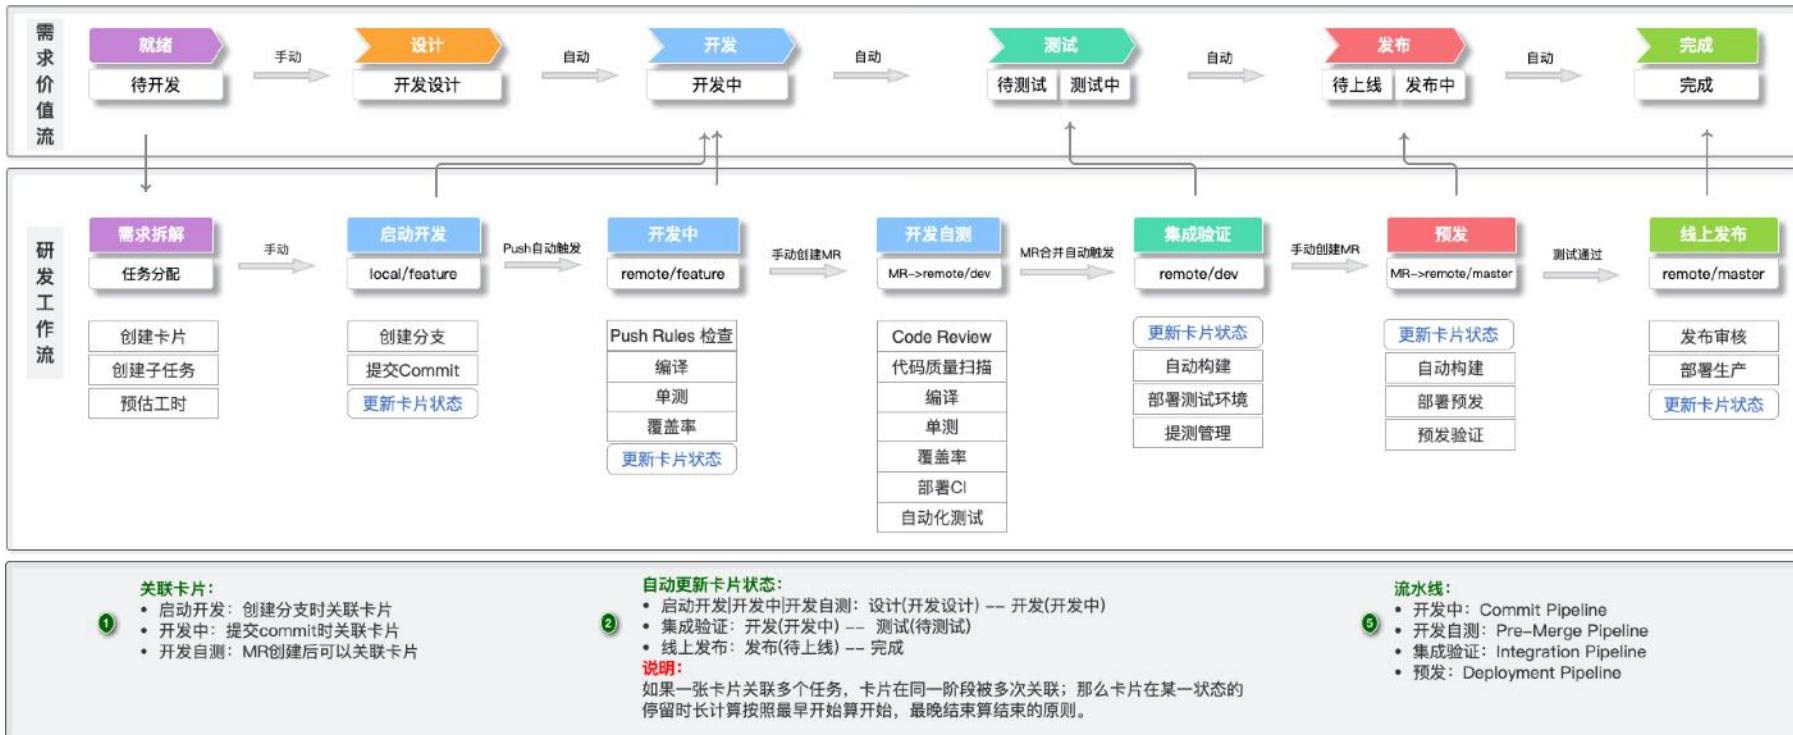 需求价值流
就绪
待开发
手动
设计
开发设计
自动
开发
开发中
自动
测试
待测试 测试中
自动
发布
待上线 发布中
自动
完成
完成
研发工作流
需求拆解
任务分配
创建卡片
创建子任务
预估工时
手动
启动开发
local/feature
创建分支
提交Commit
更新卡片状态
Push自动触发
开发中
remote/feature
Push Rules 检查
编译
单测
覆盖率
更新卡片状态
手动创建MR
开发自测
MR->remote/dev
Code Review
代码质量扫描
编译
单测
覆盖率
部署CI
自动化测试
MR合并自动触发
集成验证
remote/dev
更新卡片状态
自动构建
部署测试环境
提测管理
手动创建MR
预发
MR->remote/master
更新卡片状态
自动构建
部署预发
预发验证
测试通过
线上发布
remote/master
发布审核
部署生产
更新卡片状态
1
关联卡片：
• 启动开发：创建分支时关联卡片
• 开发中：提交commit时关联卡片
• 开发自测：MR创建后可以关联卡片
2
自动更新卡片状态：
• 启动开发|开发中|开发自测：设计(开发设计) -- 开发(开发中)
• 集成验证：开发(开发中) -- 测试(待测试)
• 线上发布：发布(待上线) -- 完成
说明：
如果一张卡片关联多个任务，卡片在同一阶段被多次关联；那么卡片在某一状态的
停留时长计算按照最早开始算开始，最晚结束算结束的原则。
5
流水线：
• 开发中：Commit Pipeline
• 开发自测：Pre-Merge Pipeline
• 集成验证：Integration Pipeline
• 预发：Deployment Pipeline